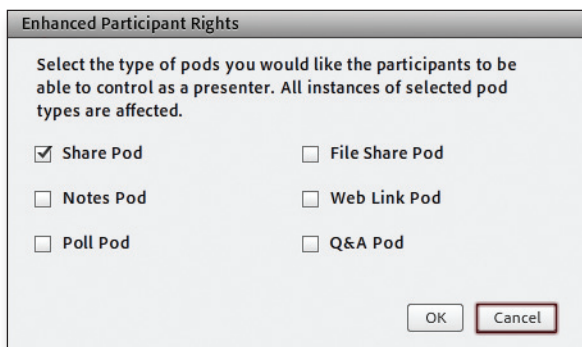 Enhanced Participant Rights
Select the type of pods you would like the participants to be
able to control as a presenter. All instances of selected pod
types are affected.
Share Pod
File Share Pod
Notes Pod
Web Link Pod
Poll Pod
Q&A Pod
OK
Cancel